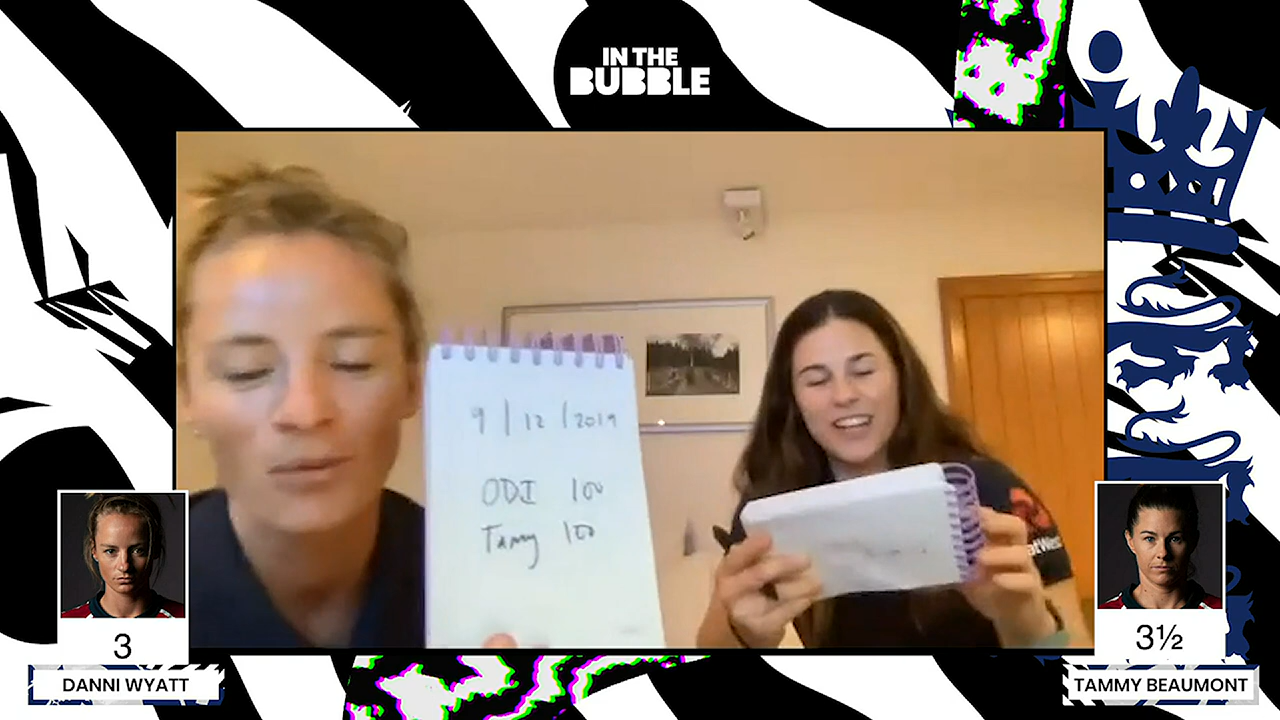 IN THE
BUBBLE
9/12/2019
ODI 100
Tammy 100
3
DANNI WYATT
3½
TAMMY BEAUMONT